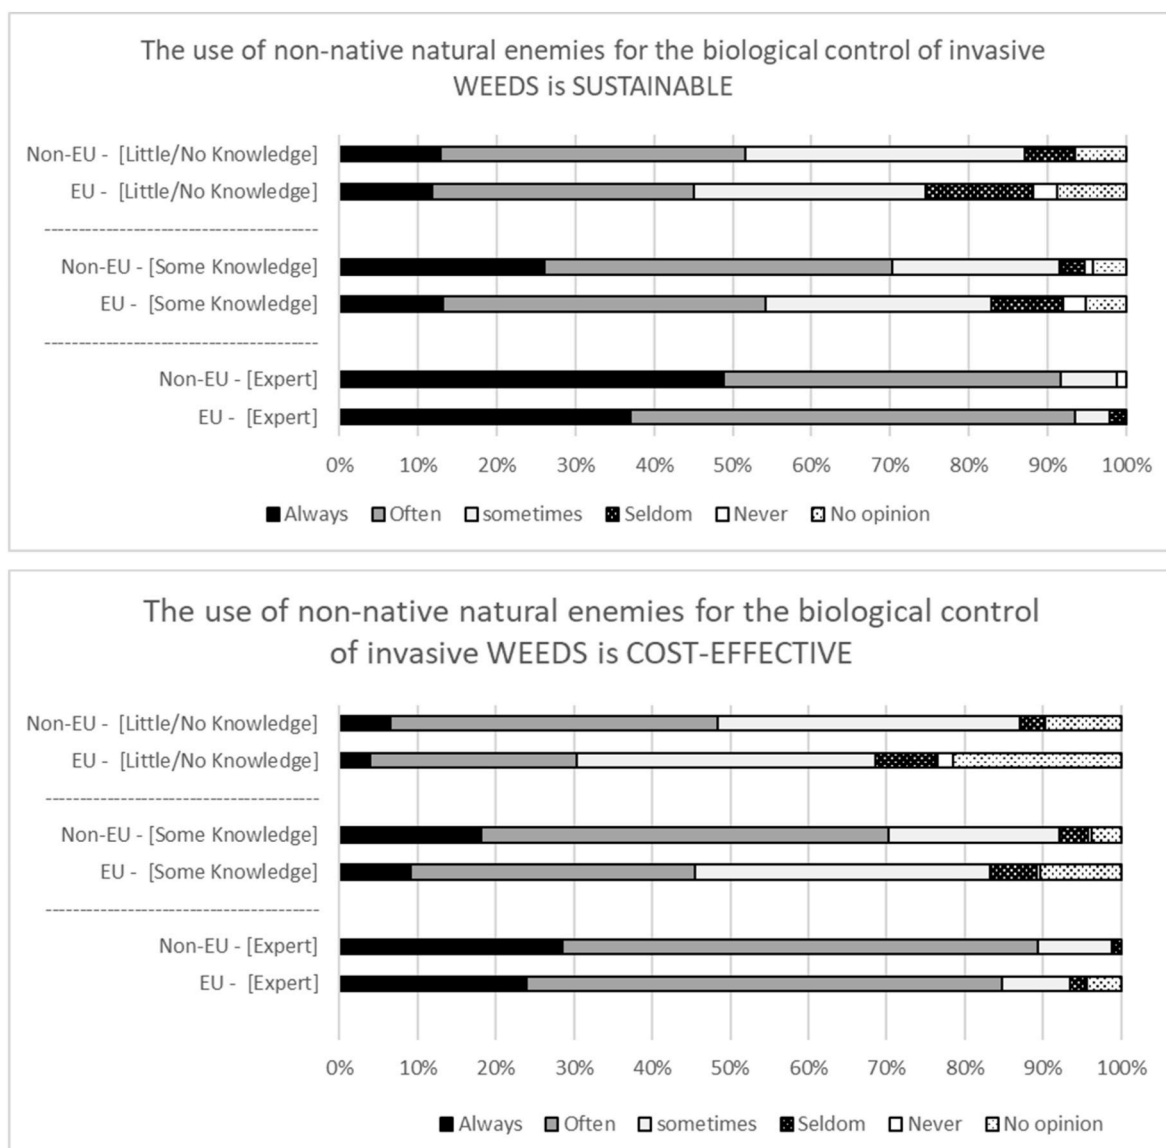 The use of non-native natural enemies for the biological control of invasive
WEEDS is SUSTAINABLE
Non-EU - [Little/No Knowledge]
EU - [Little/No Knowledge]
----------------------------------------
Non-EU - [Some Knowledge]
EU - [Some Knowledge]
----------------------------------------
Non-EU - [Expert]
EU - [Expert]
0% 10% 20% 30% 40% 50% 60% 70% 80% 90% 100%
Always Often sometimes Seldom Never No opinion
The use of non-native natural enemies for the biological control
of invasive WEEDS is COST-EFFECTIVE
Non-EU - [Little/No Knowledge]
EU - [Little/No Knowledge]
----------------------------------------
Non-EU - [Some Knowledge]
EU - [Some Knowledge]
----------------------------------------
Non-EU - [Expert]
EU - [Expert]
0% 10% 20% 30% 40% 50% 60% 70% 80% 90% 100%
Always Often sometimes Seldom Never No opinion